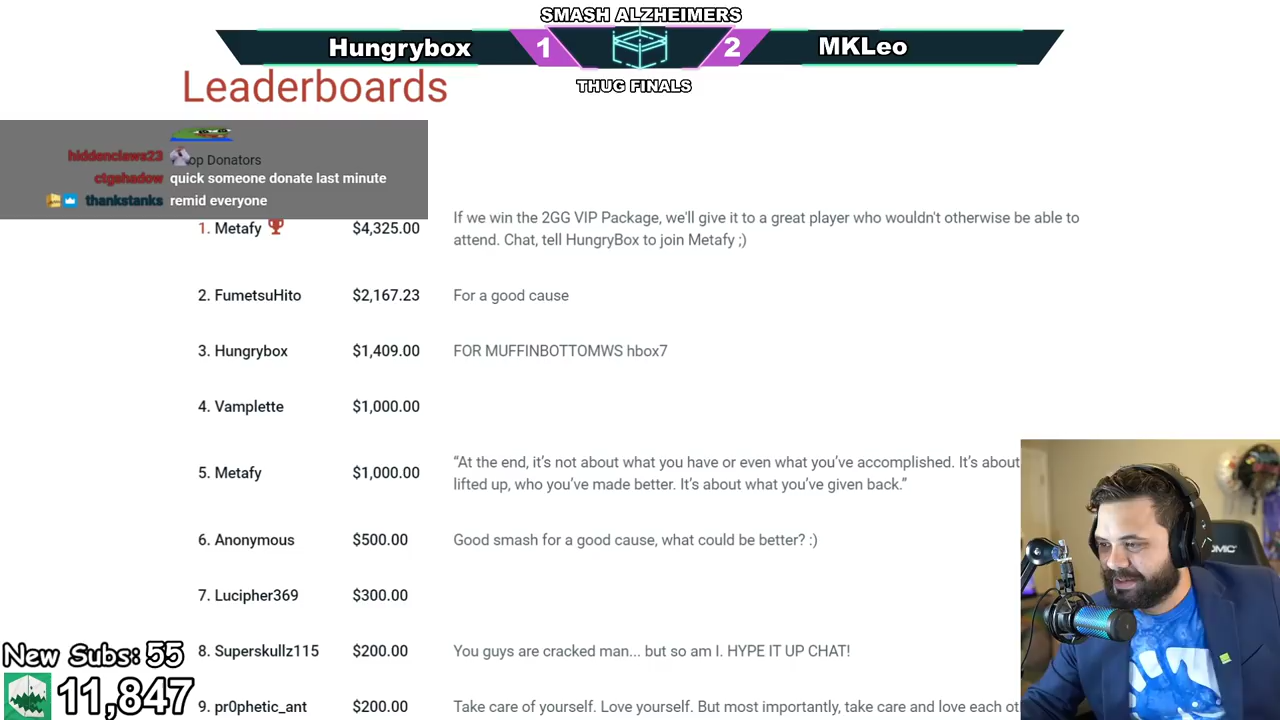 SMASH ALZHEIMERS
Hungrybox 1 2 MKLeo
THUG FINALS
Leaderboards
hiddenclaws23
op Donators
ctgshadow quick someone donate last minute
thankstanks remid everyone
1. Metafy $4,325.00 If we win the 2GG VIP Package, we'll give it to a great player who wouldn't otherwise be able to
attend. Chat, tell HungryBox to join Metafy ;)
2. FumetsuHito $2,167.23 For a good cause
3. Hungrybox $1,409.00 FOR MUFFINBOTTOMWS hbox7
4. Vamplette $1,000.00
5. Metafy $1,000.00 “At the end, it’s not about what you have or even what you’ve accomplished. It’s about
lifted up, who you’ve made better. It’s about what you’ve given back.”
6. Anonymous $500.00 Good smash for a good cause, what could be better? :)
7. Lucipher369 $300.00
8. Superskullz115 $200.00 You guys are cracked man... but so am I. HYPE IT UP CHAT!
9. pr0phetic_ant $200.00 Take care of yourself. Love yourself. But most importantly, take care and love each ot
New Subs: 55
11,847
OMIC